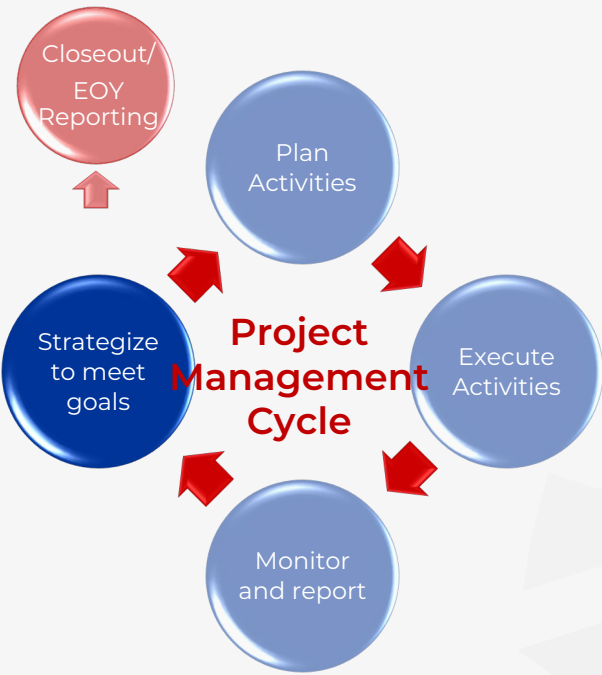 Closeout/
EOY
Reporting
Plan
Activities
Execute
Activities
Monitor
and report
Strategize
to meet
goals
Project
Management
Cycle